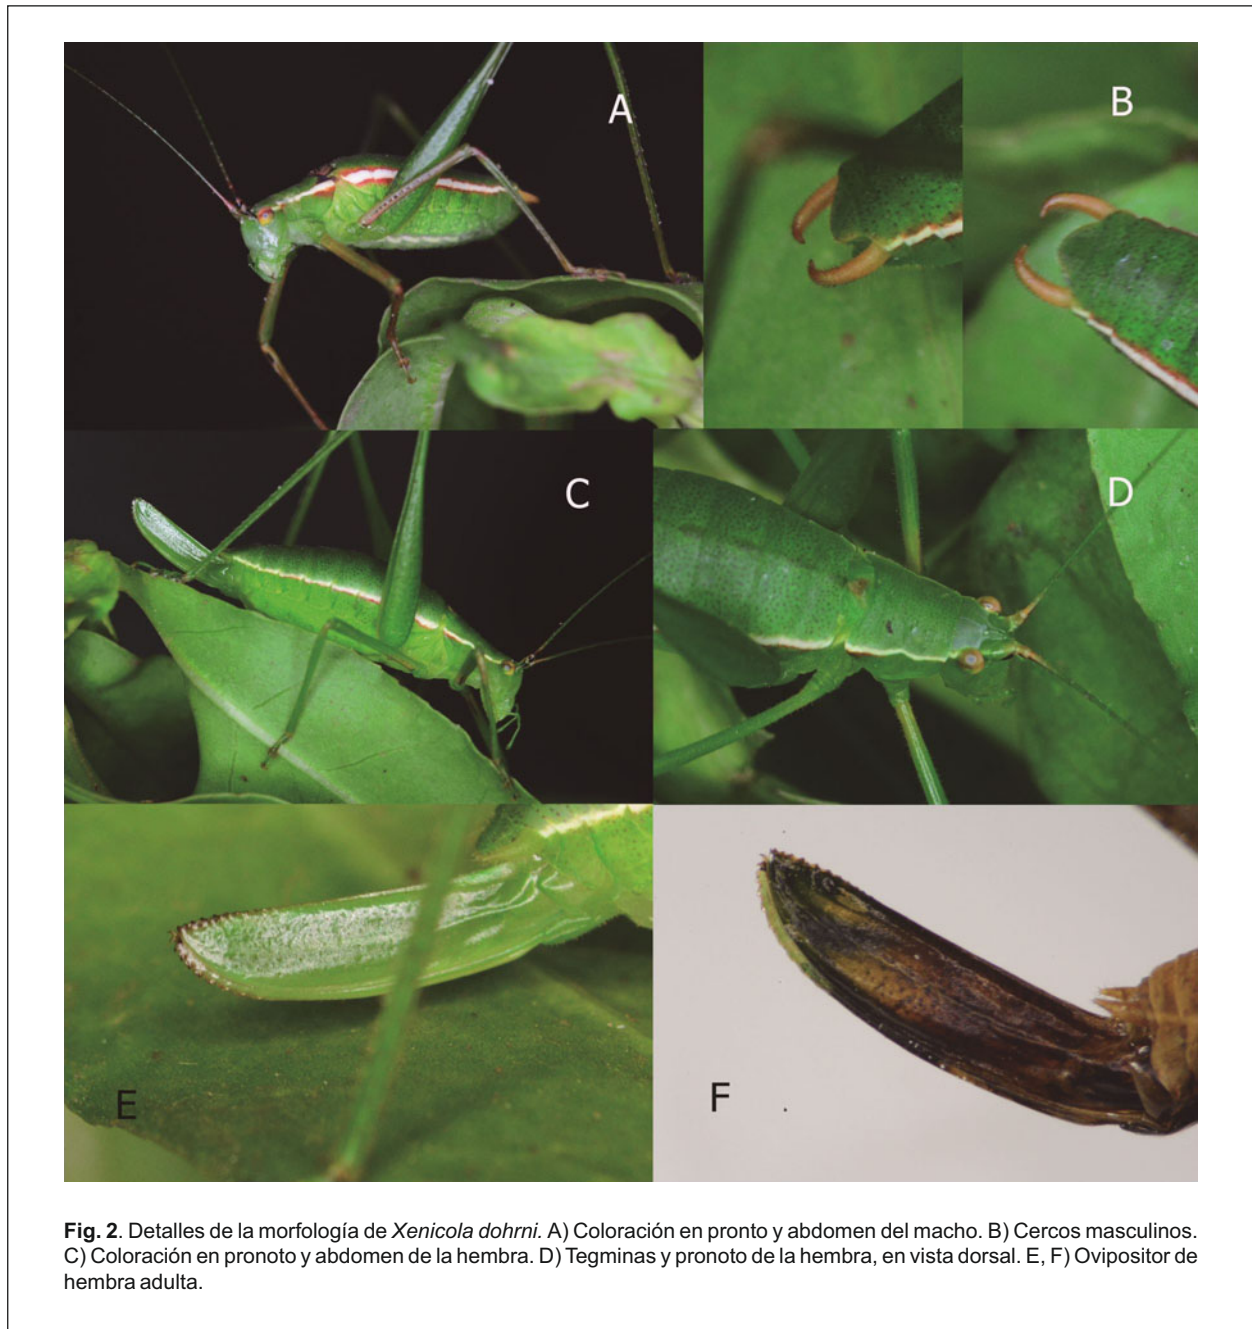 A
B
C
D
E
F
Fig. 2. Detalles de la morfología de Xenicola dohrni. A) Coloración en pronto y abdomen del macho. B) Cercos masculinos.
C) Coloración en pronoto y abdomen de la hembra. D) Tegminas y pronoto de la hembra, en vista dorsal. E, F) Ovipositor de
hembra adulta.